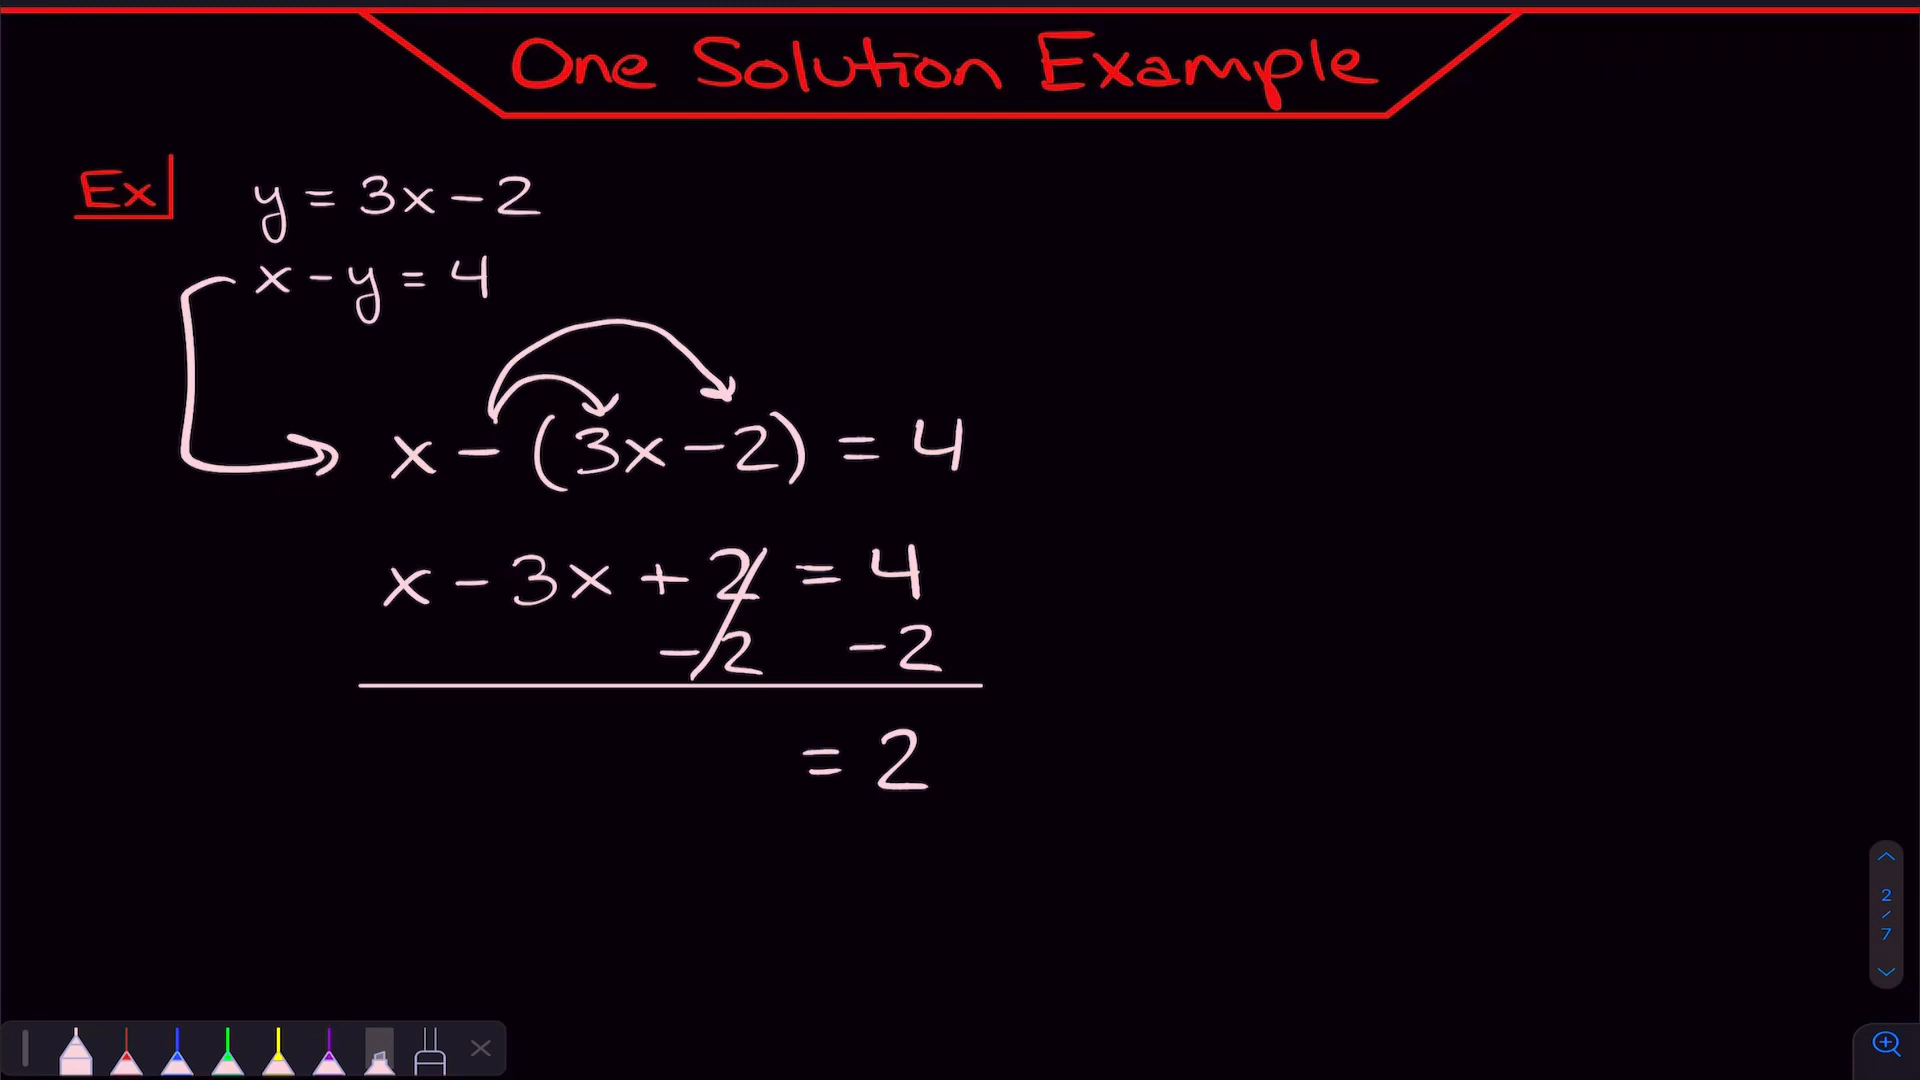 One Solution Example
Ex y = 3x - 2
x - y = 4
x - (3x - 2) = 4
x - 3x + 2 = 4
-2 -2
= 2
2
/
7